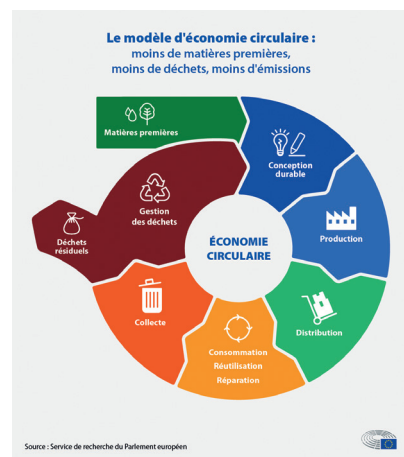 Le modèle d'économie circulaire :
moins de matières premières,
moins de déchets, moins d'émissions
Matières premières
Conception
durable
Production
Distribution
Consommation
Réutilisation
Réparation
Collecte
Gestion
des déchets
Déchets
résiduels
ÉCONOMIE
CIRCULAIRE
Source : Service de recherche du Parlement européen